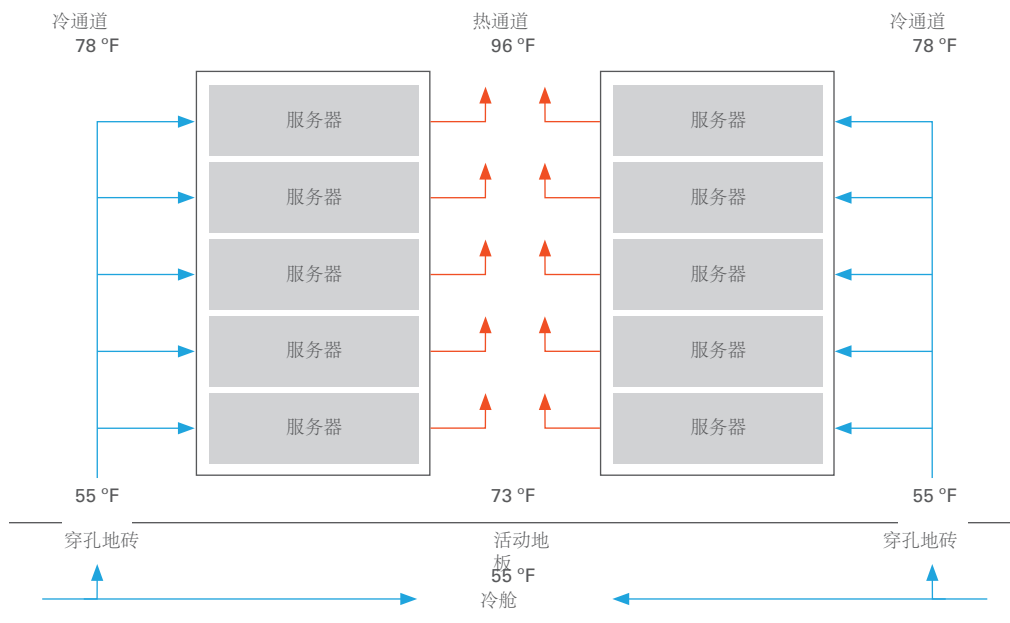 冷通道
热通道
冷通道
78 °F
96 °F
78 °F
服务器
服务器
服务器
服务器
服务器
服务器
服务器
服务器
服务器
服务器
55 °F
73 °F
55 °F
穿孔地砖
活动地
板
穿孔地砖
55 °F
冷舱